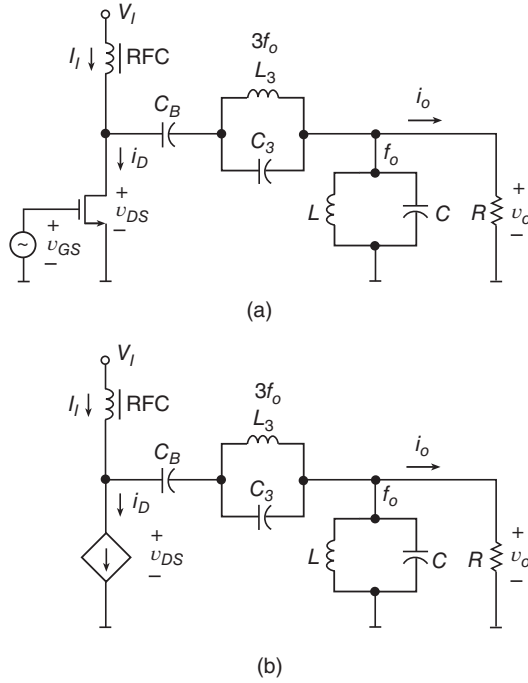 V_I
I_I RFC
3f_o
L_3
C_B
C_3
i_o
i_D
f_o
+
v_DS
−
+
v_GS
−
~
L C R
+
v_o
−
(a)
V_I
I_I RFC
3f_o
L_3
C_B
C_3
i_o
i_D
f_o
+
v_DS
−
L C R
+
v_o
−
(b)